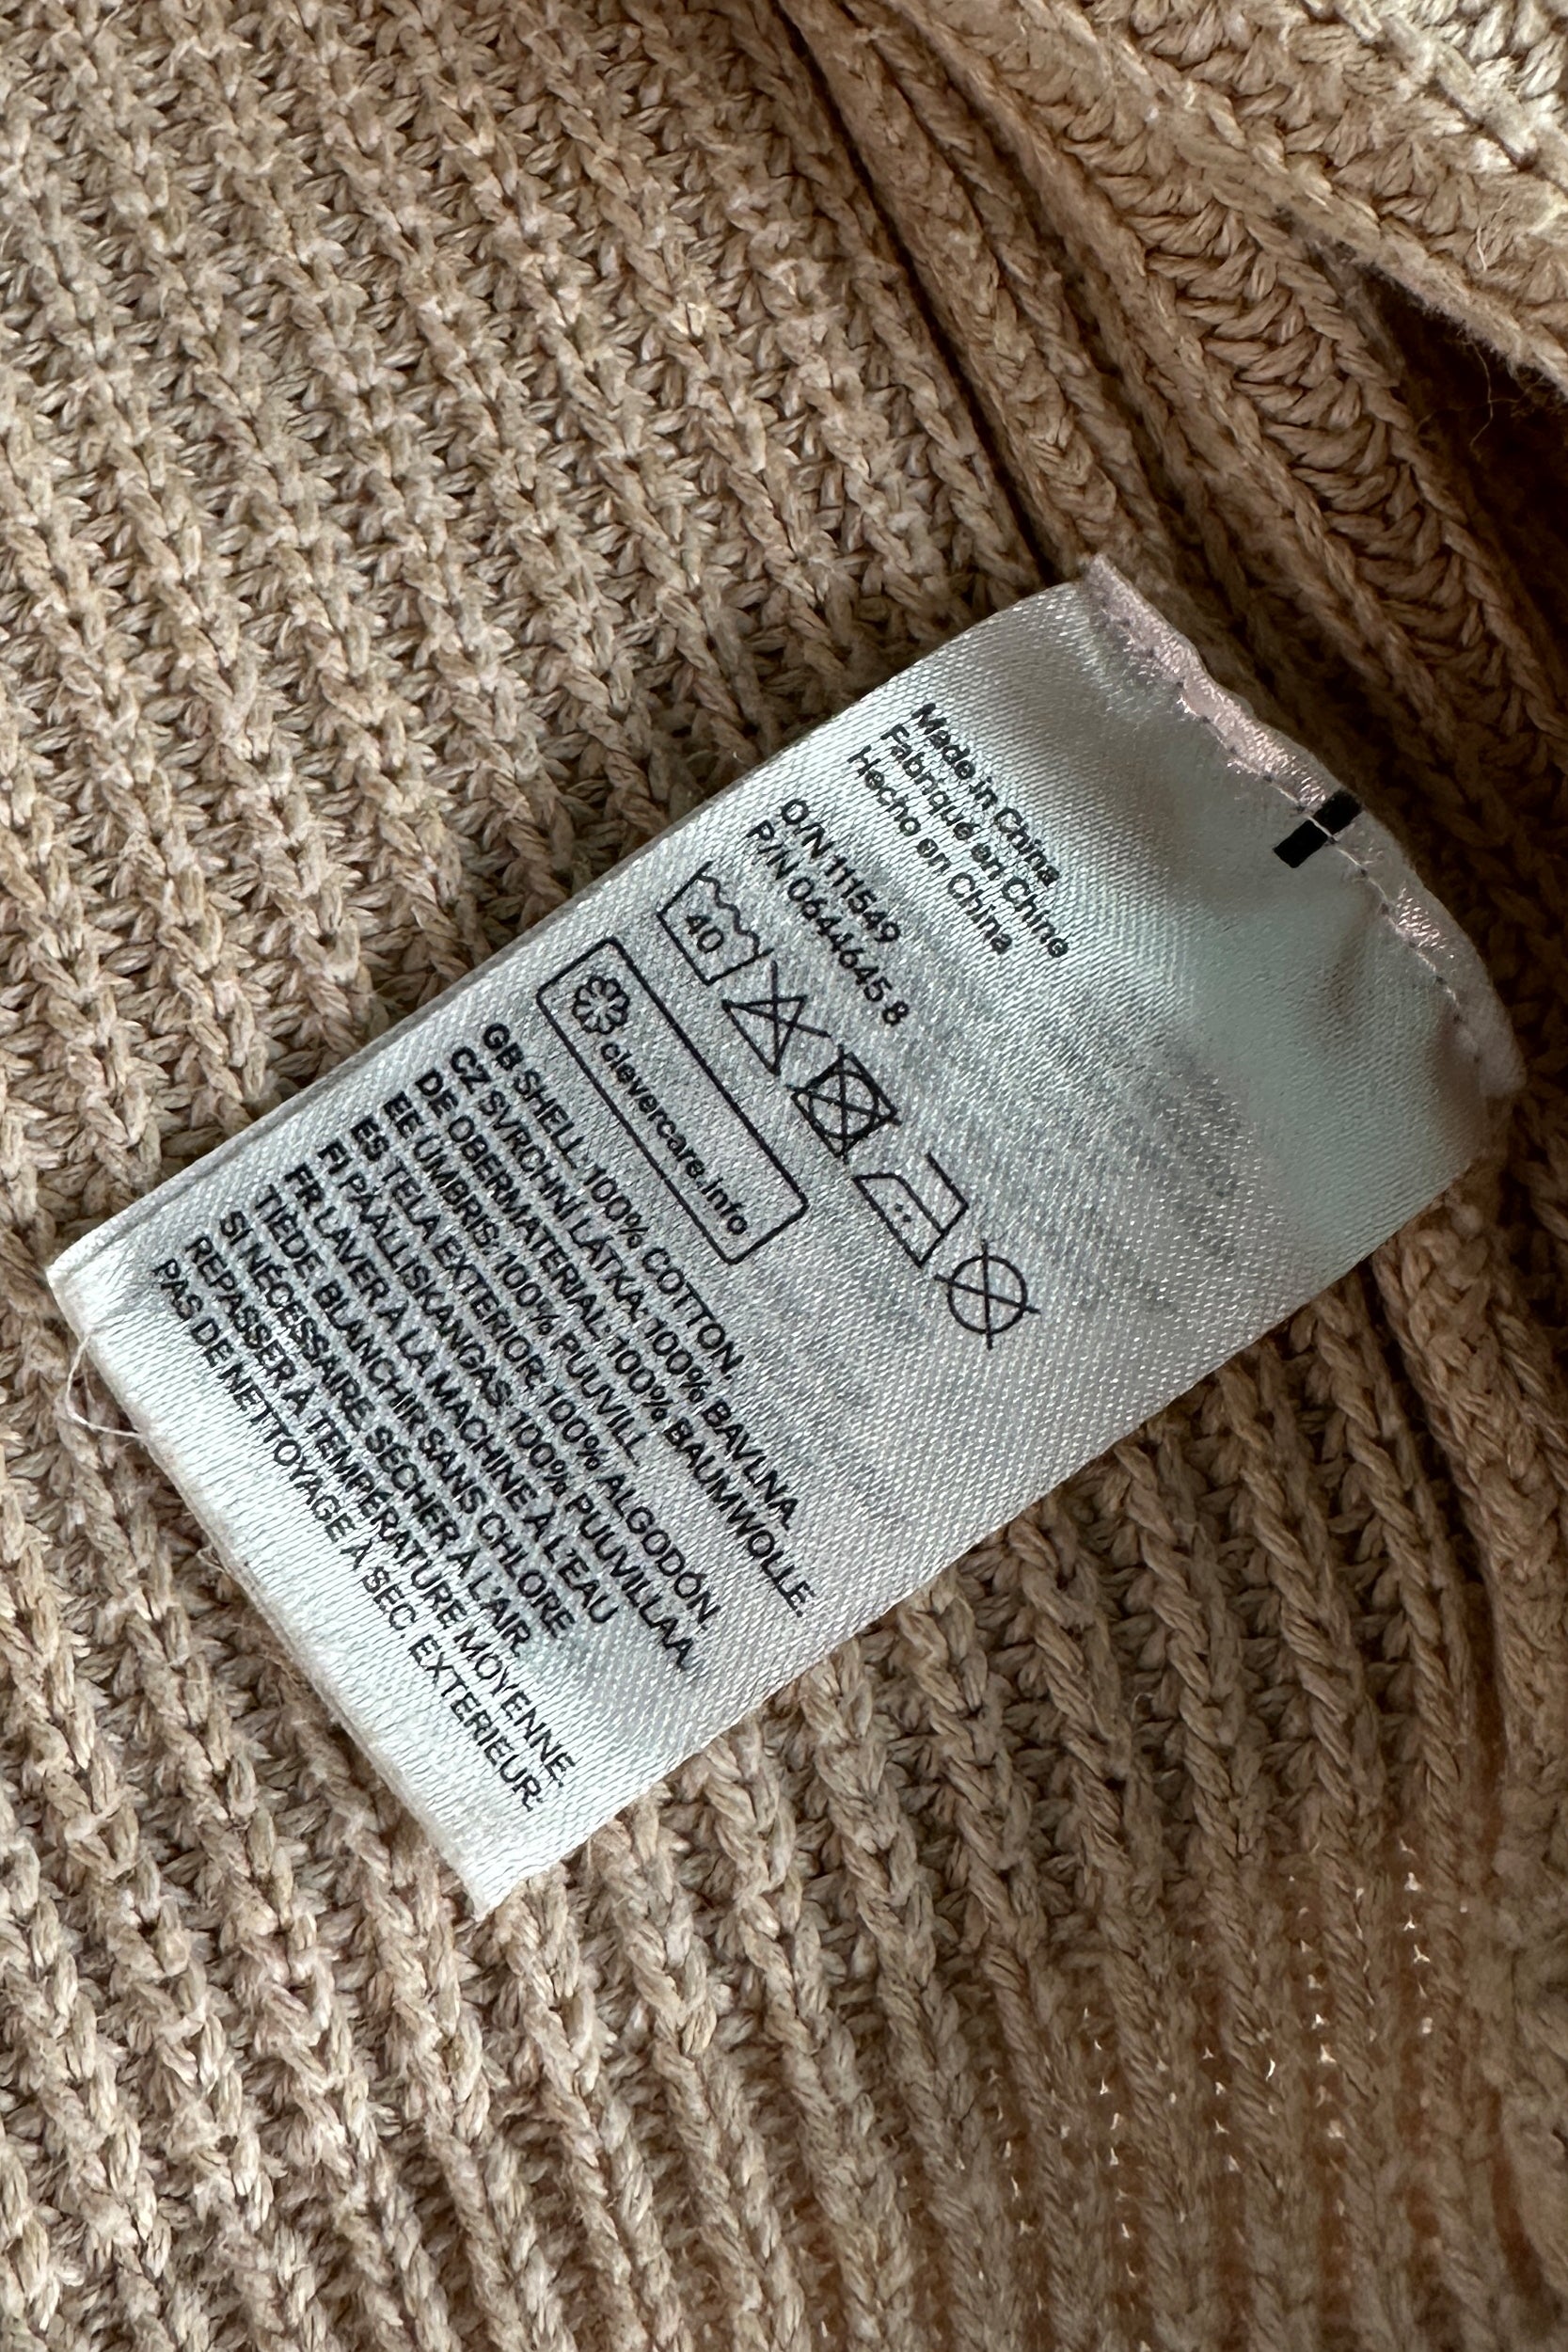 Made in China
Fabriqué en Chine
Hecho en China
O/N 111549
P/N 0644645 8
40
clevercare.info
GB SHELL: 100% COTTON
CZ SVRCHNÍ LÁTKA: 100% BAVLNA
DE OBERMATERIAL: 100% BAUMWOLLE.
EE ÜMBRIS: 100% PUUVILL
ES TELA EXTERIOR: 100% ALGODÓN.
FI PÄÄLLISKANGAS: 100% PUUVILLAA.
FR LAVER À LA MACHINE À L'EAU
TIÈDE. BLANCHIR SANS CHLORE
SI NÉCESSAIRE. SÉCHER À L'AIR.
REPASSER À TEMPÉRATURE MOYENNE.
PAS DE NETTOYAGE À SEC. EXTERIEUR: